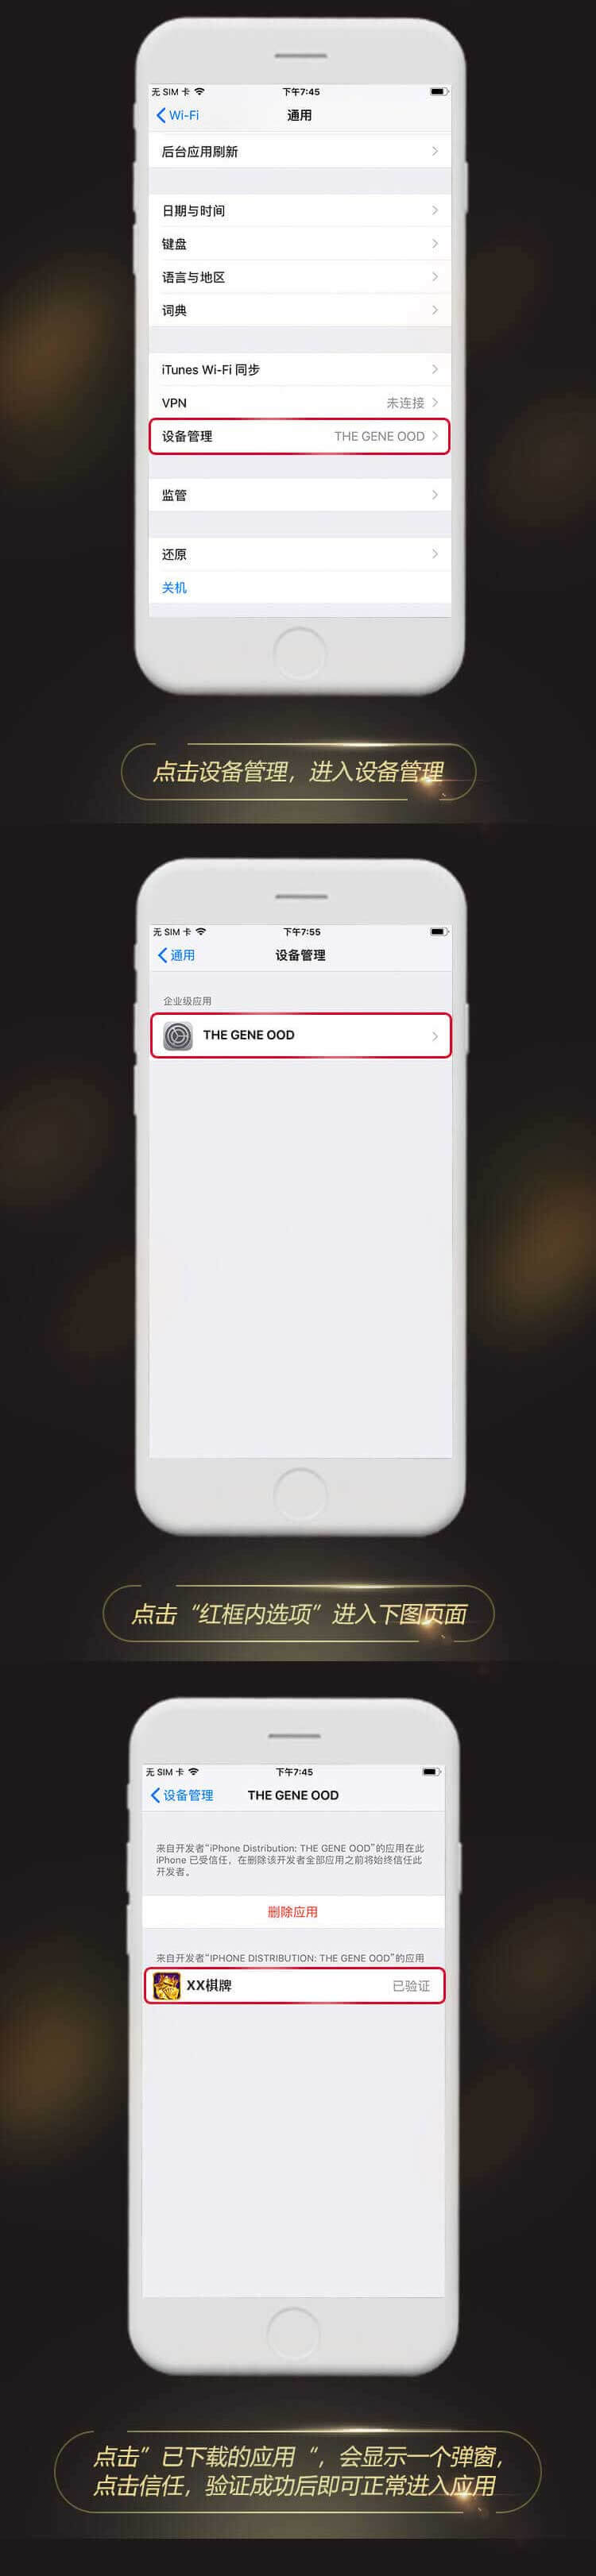 无 SIM 卡 下午7:45
Wi-Fi 通用
后台应用刷新
日期与时间
键盘
语言与地区
词典
iTunes Wi-Fi 同步
VPN 未连接
设备管理 THE GENE OOD
监管
还原
关机
点击设备管理，进入设备管理
无 SIM 卡 下午7:55
通用 设备管理
企业级应用
THE GENE OOD
点击“红框内选项”进入下图页面
无 SIM 卡 下午7:45
设备管理 THE GENE OOD
来自开发者“iPhone Distribution: THE GENE OOD”的应用在此
iPhone 已受信任，在删除该开发者全部应用之前将始终信任此
开发者。
删除应用
来自开发者“IPHONE DISTRIBUTION: THE GENE OOD”的应用
XX棋牌 已验证
点击”已下载的应用“，会显示一个弹窗，
点击信任，验证成功后即可正常进入应用